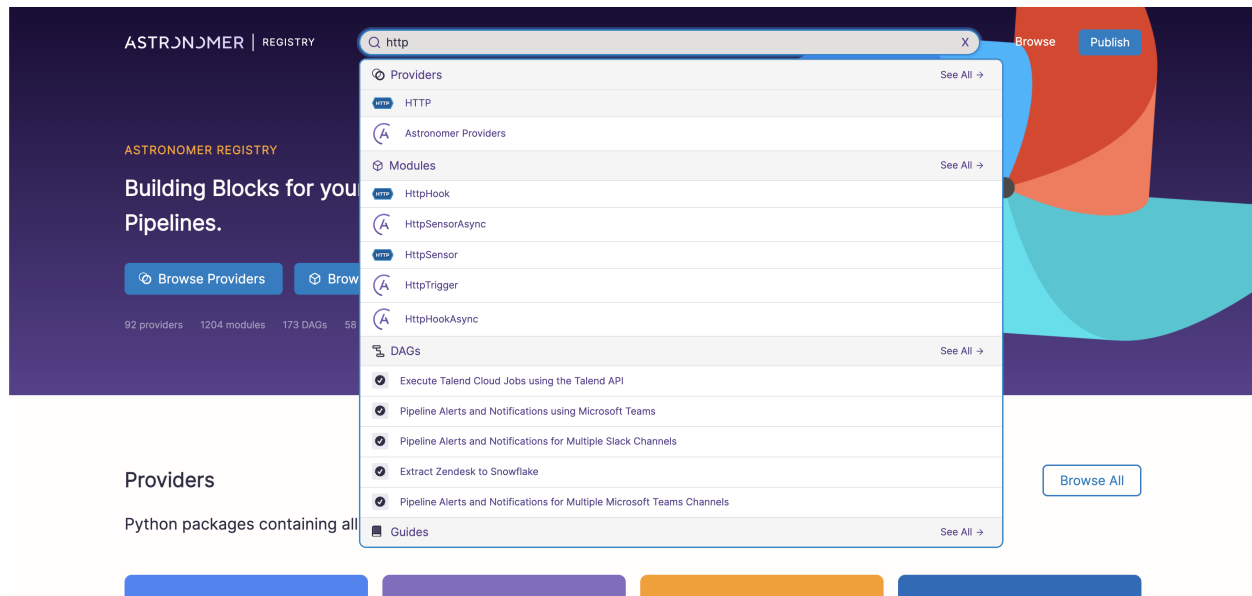 ASTRONOMER | REGISTRY
http
X
Browse
Publish
Providers
See All →
HTTP
HTTP
Astronomer Providers
Modules
See All →
HTTP
HttpHook
HttpSensorAsync
HTTP
HttpSensor
HttpTrigger
HttpHookAsync
DAGs
See All →
Execute Talend Cloud Jobs using the Talend API
Pipeline Alerts and Notifications using Microsoft Teams
Pipeline Alerts and Notifications for Multiple Slack Channels
Extract Zendesk to Snowflake
Pipeline Alerts and Notifications for Multiple Microsoft Teams Channels
Guides
See All →
ASTRONOMER REGISTRY
Building Blocks for you
Pipelines.
Browse Providers
Brow
92 providers 1204 modules 173 DAGs 58
Providers
Browse All
Python packages containing all